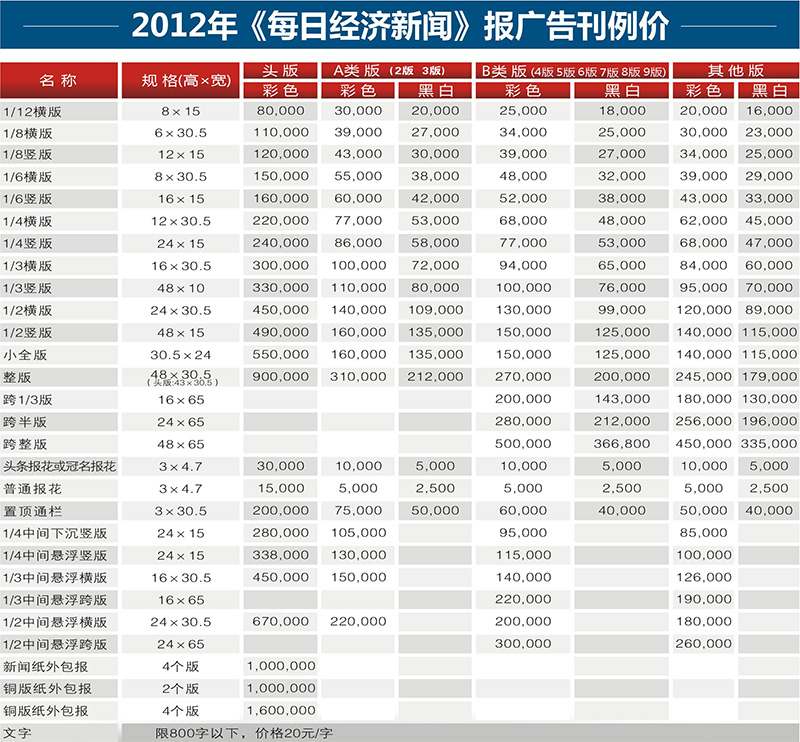 2012年《每日经济新闻》报广告刊例价
名称 规格(高×宽) 头版 A类版 (2版 3版) B类版 (4版 5版 6版 7版 8版 9版) 其他版
彩色 彩色 黑白 彩色 黑白 彩色 黑白
1/12横版 8×15 80,000 30,000 20,000 25,000 18,000 20,000 16,000
1/8横版 6×30.5 110,000 39,000 27,000 34,000 25,000 30,000 23,000
1/8竖版 12×15 120,000 43,000 30,000 39,000 27,000 34,000 25,000
1/6横版 8×30.5 150,000 55,000 38,000 48,000 32,000 39,000 29,000
1/6竖版 16×15 160,000 60,000 42,000 52,000 38,000 43,000 33,000
1/4横版 12×30.5 220,000 77,000 53,000 68,000 48,000 62,000 45,000
1/4竖版 24×15 240,000 86,000 58,000 77,000 53,000 68,000 47,000
1/3横版 16×30.5 300,000 100,000 72,000 94,000 65,000 84,000 60,000
1/3竖版 48×10 330,000 110,000 80,000 100,000 76,000 95,000 70,000
1/2横版 24×30.5 450,000 140,000 109,000 130,000 99,000 120,000 89,000
1/2竖版 48×15 490,000 160,000 135,000 150,000 125,000 140,000 115,000
小全版 30.5×24 550,000 160,000 135,000 150,000 125,000 140,000 115,000
整版 48×30.5 900,000 310,000 212,000 270,000 200,000 245,000 179,000
(头版:43×30.5)
跨1/3版 16×65 200,000 143,000 180,000 130,000
跨半版 24×65 280,000 212,000 256,000 196,000
跨整版 48×65 500,000 366,800 450,000 335,000
头条报花或冠名报花 3×4.7 30,000 10,000 5,000 10,000 5,000 10,000 5,000
普通报花 3×4.7 15,000 5,000 2,500 5,000 2,500 5,000 2,500
置顶通栏 3×30.5 200,000 75,000 50,000 60,000 40,000 50,000 40,000
1/4中间下沉竖版 24×15 280,000 105,000 95,000 85,000
1/4中间悬浮竖版 24×15 338,000 130,000 115,000 100,000
1/3中间悬浮横版 16×30.5 450,000 150,000 140,000 126,000
1/3中间悬浮跨版 16×65 220,000 190,000
1/2中间悬浮横版 24×30.5 670,000 220,000 200,000 180,000
1/2中间悬浮跨版 24×65 300,000 260,000
新闻纸外包报 4个版 1,000,000
铜版纸外包报 2个版 1,000,000
铜版纸外包报 4个版 1,600,000
文字 限800字以下，价格20元/字